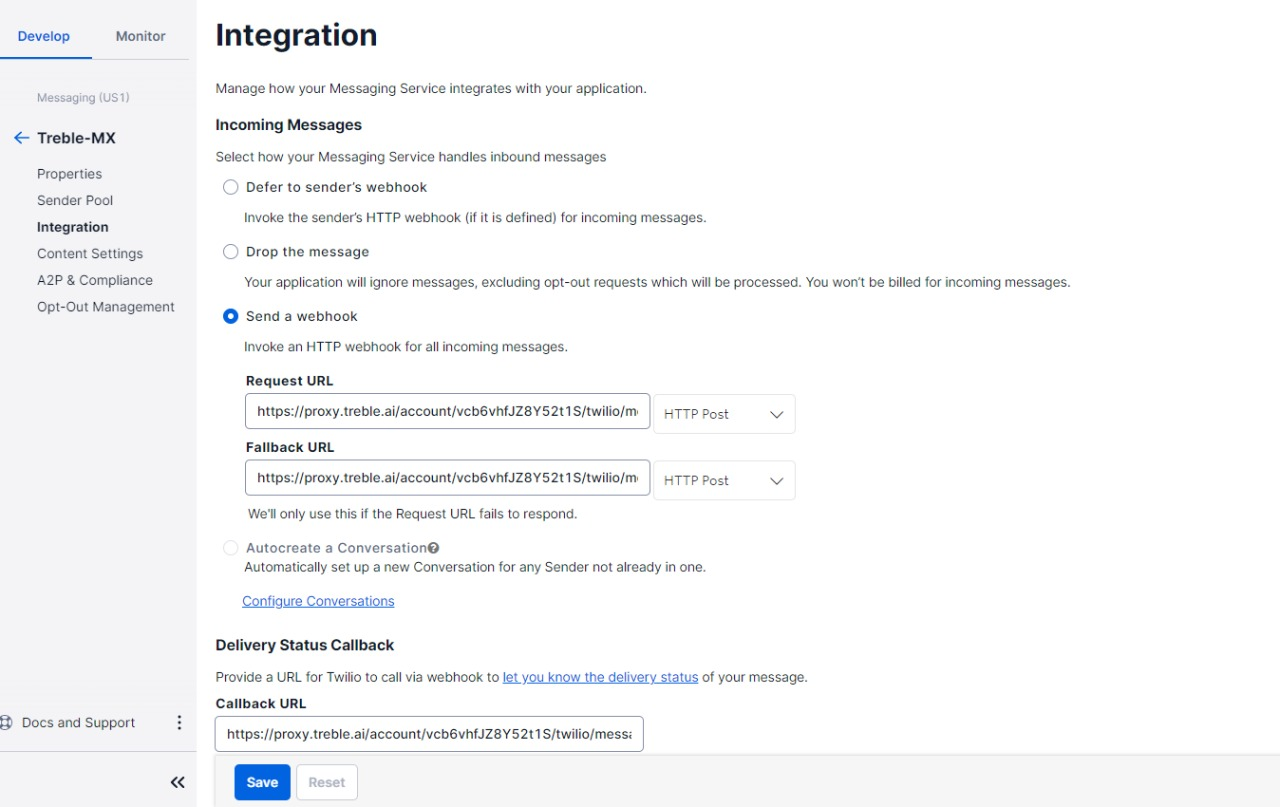 Develop
Monitor
Messaging (US1)
Treble-MX
Properties
Sender Pool
Integration
Content Settings
A2P & Compliance
Opt-Out Management
Docs and Support
Integration
Manage how your Messaging Service integrates with your application.
Incoming Messages
Select how your Messaging Service handles inbound messages
Defer to sender’s webhook
Invoke the sender’s HTTP webhook (if it is defined) for incoming messages.
Drop the message
Your application will ignore messages, excluding opt-out requests which will be processed. You won’t be billed for incoming messages.
Send a webhook
Invoke an HTTP webhook for all incoming messages.
Request URL
https://proxy.treble.ai/account/vcb6vhfJZ8Y52t1S/twilio/m
HTTP Post
Fallback URL
https://proxy.treble.ai/account/vcb6vhfJZ8Y52t1S/twilio/m
HTTP Post
We'll only use this if the Request URL fails to respond.
Autocreate a Conversation
Automatically set up a new Conversation for any Sender not already in one.
Configure Conversations
Delivery Status Callback
Provide a URL for Twilio to call via webhook to let you know the delivery status of your message.
Callback URL
https://proxy.treble.ai/account/vcb6vhfJZ8Y52t1S/twilio/messa
Save
Reset